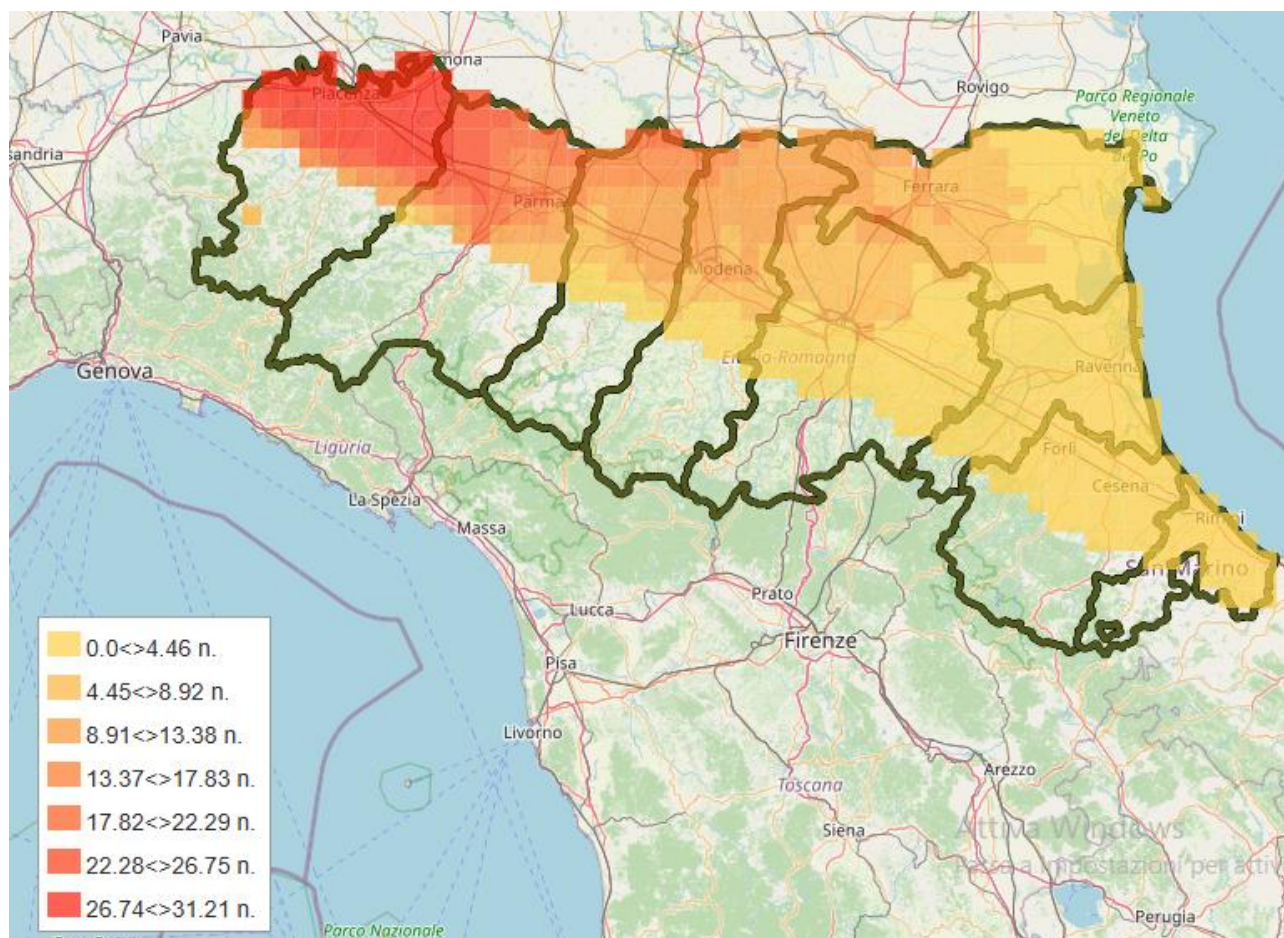 Pavia
mona
Rovigo
Piacenza
Parco Regionale
Veneto
del Delta
del Po
sandria
Ferrara
Parma
Modena
Genova
Emilia-Romagna
Ravenna
Liguria
Forlì
Cesena
La Spezia
Rimini
Massa
San Marino
Prato
Lucca
Firenze
Pisa
Livorno
Arezzo
Toscana
Siena
Attiva Windows
Passa a Impostazioni per attiv
Perugia
Parco Nazionale
0.0<>4.46 n.
4.45<>8.92 n.
8.91<>13.38 n.
13.37<>17.83 n.
17.82<>22.29 n.
22.28<>26.75 n.
26.74<>31.21 n.